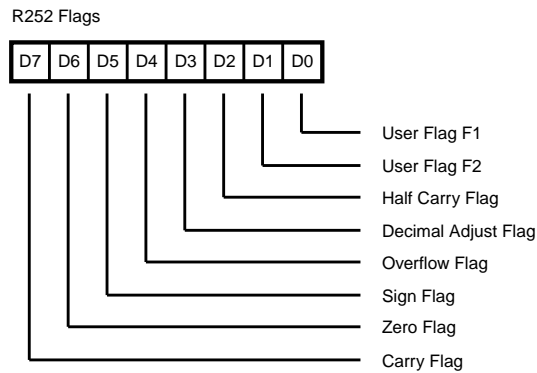 R252 Flags
D7 D6 D5 D4 D3 D2 D1 D0
User Flag F1
User Flag F2
Half Carry Flag
Decimal Adjust Flag
Overflow Flag
Sign Flag
Zero Flag
Carry Flag